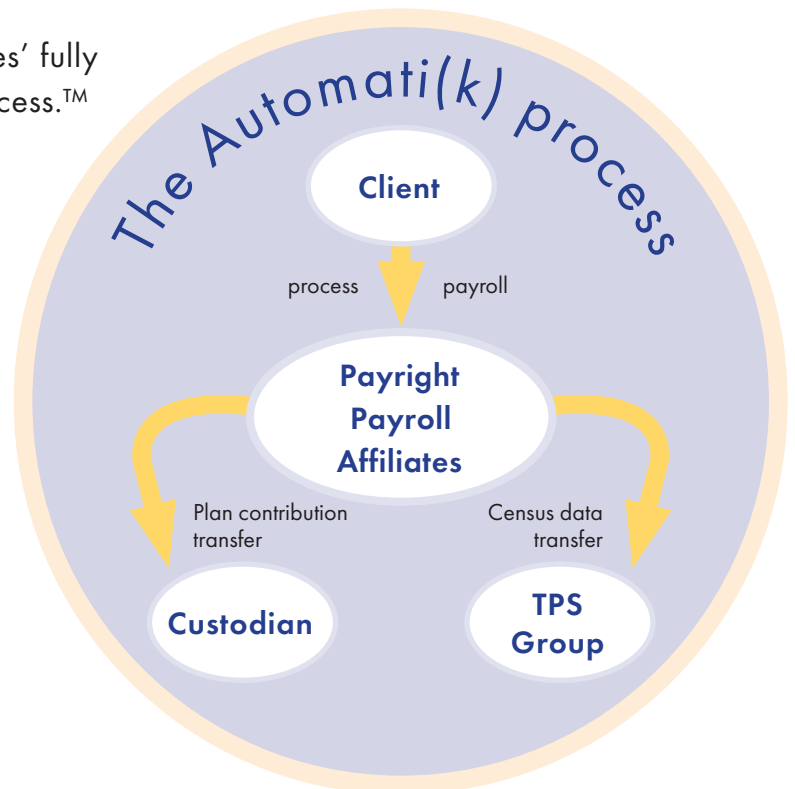 es’ fully
cess.™
The Automati(k) process
Client
process payroll
Payright
Payroll
Affiliates
Plan contribution
transfer
Census data
transfer
Custodian
TPS
Group